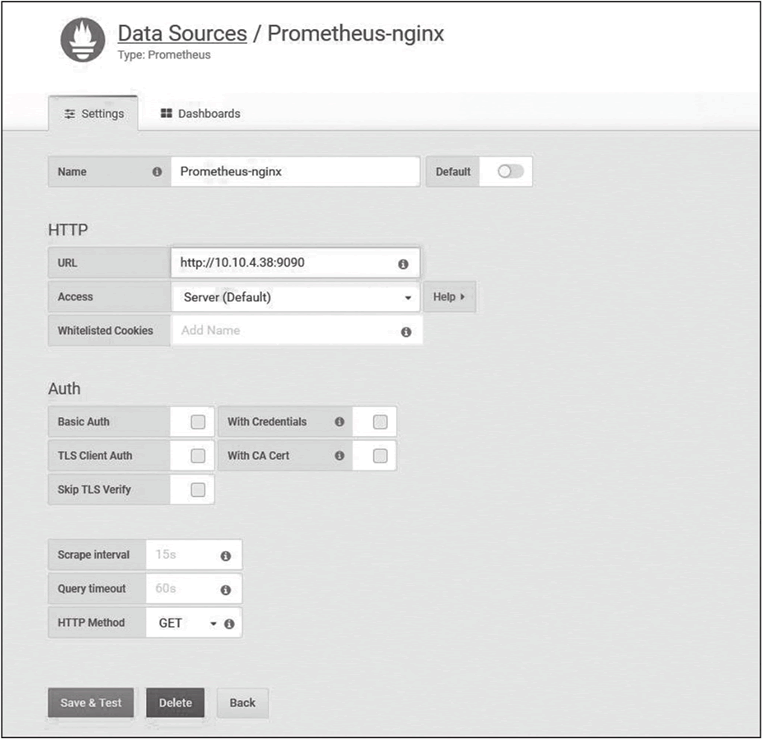 Data Sources / Prometheus-nginx
Type: Prometheus
Settings Dashboards
Name Prometheus-nginx Default
HTTP
URL http://10.10.4.38:9090
Access Server (Default) Help
Whitelisted Cookies Add Name
Auth
Basic Auth With Credentials
TLS Client Auth With CA Cert
Skip TLS Verify
Scrape interval 15s
Query timeout 60s
HTTP Method GET
Save & Test Delete Back